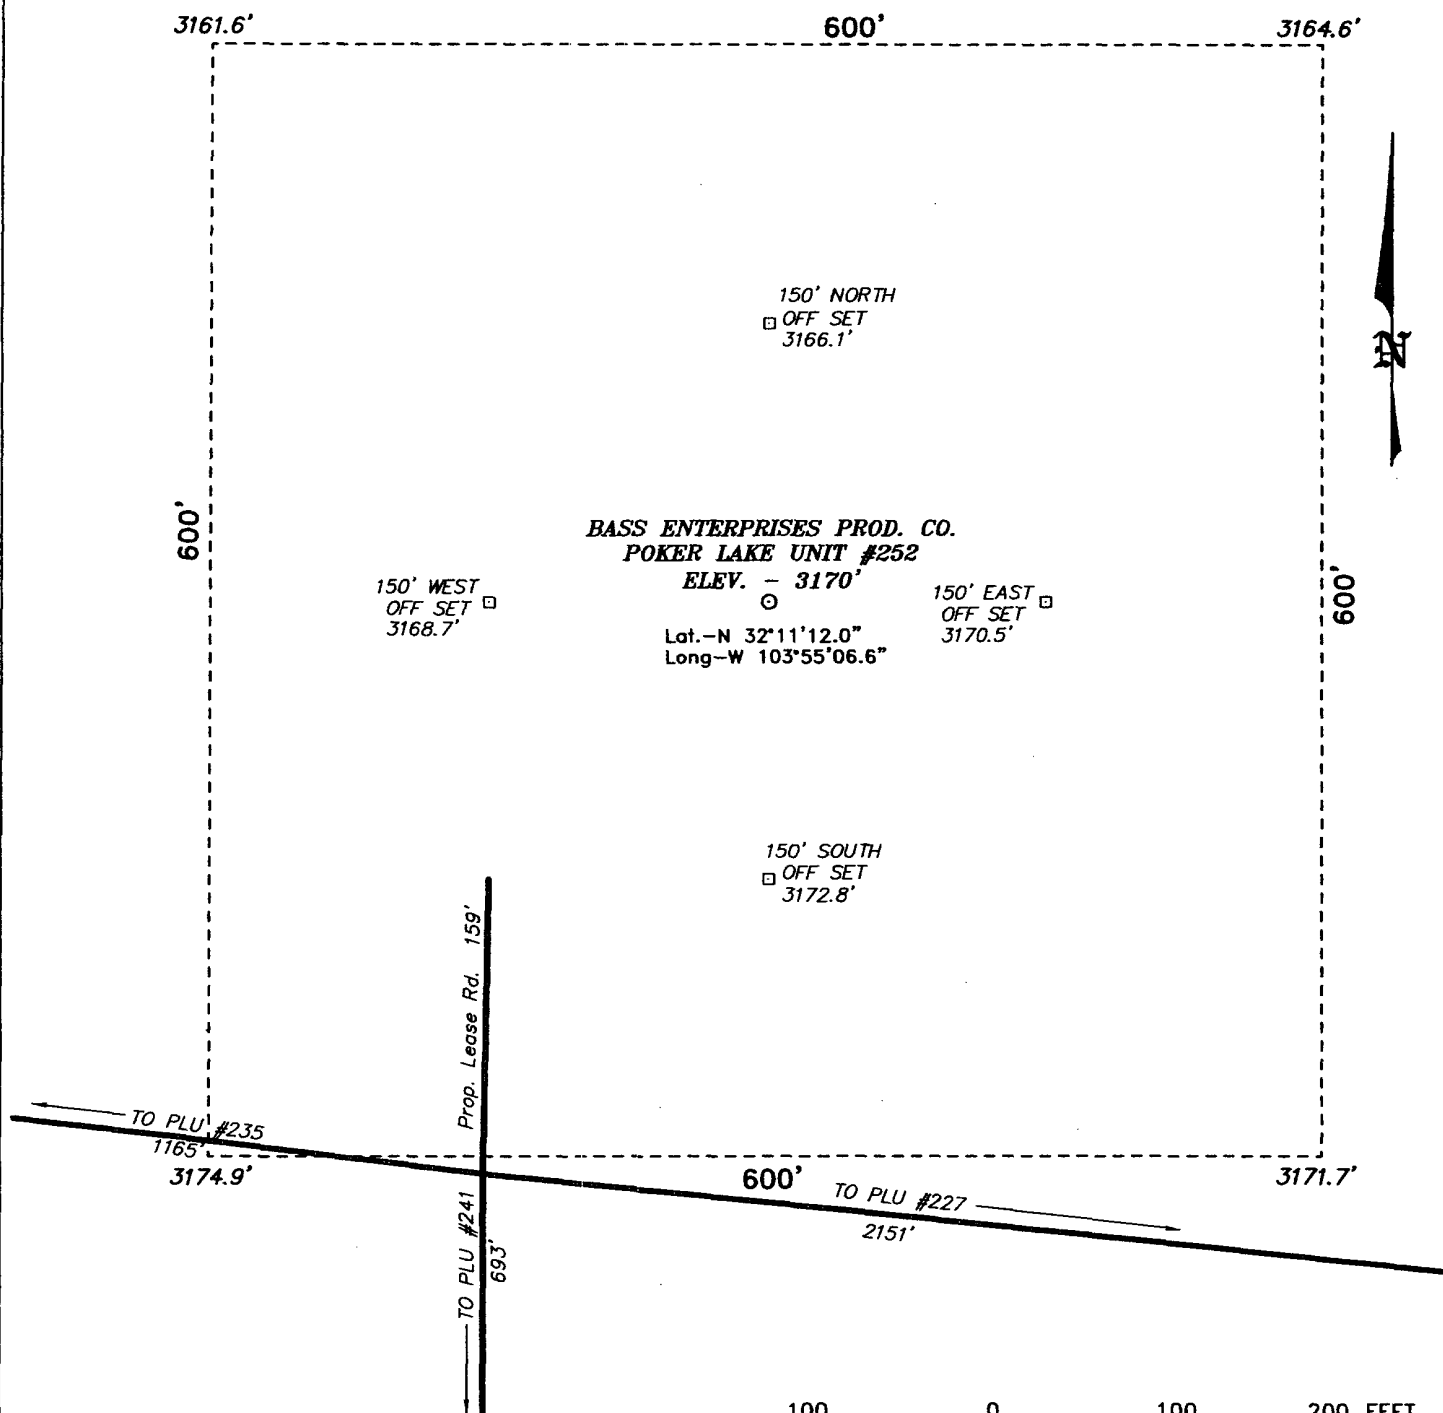 3161.6'
600'
3164.6'
150' NORTH
OFF SET
3166.1'
N
600'
BASS ENTERPRISES PROD. CO.
POKER LAKE UNIT #252
ELEV. - 3170'
150' WEST
OFF SET
3168.7'
150' EAST
OFF SET
3170.5'
600'
Lat.-N 32°11'12.0"
Long-W 103°55'06.6"
150' SOUTH
OFF SET
3172.8'
Prop. Lease Rd. 159'
TO PLU #235
1165'
3174.9'
600'
3171.7'
TO PLU #227
2151'
TO PLU #241
693'
100 0 100 200 FEET